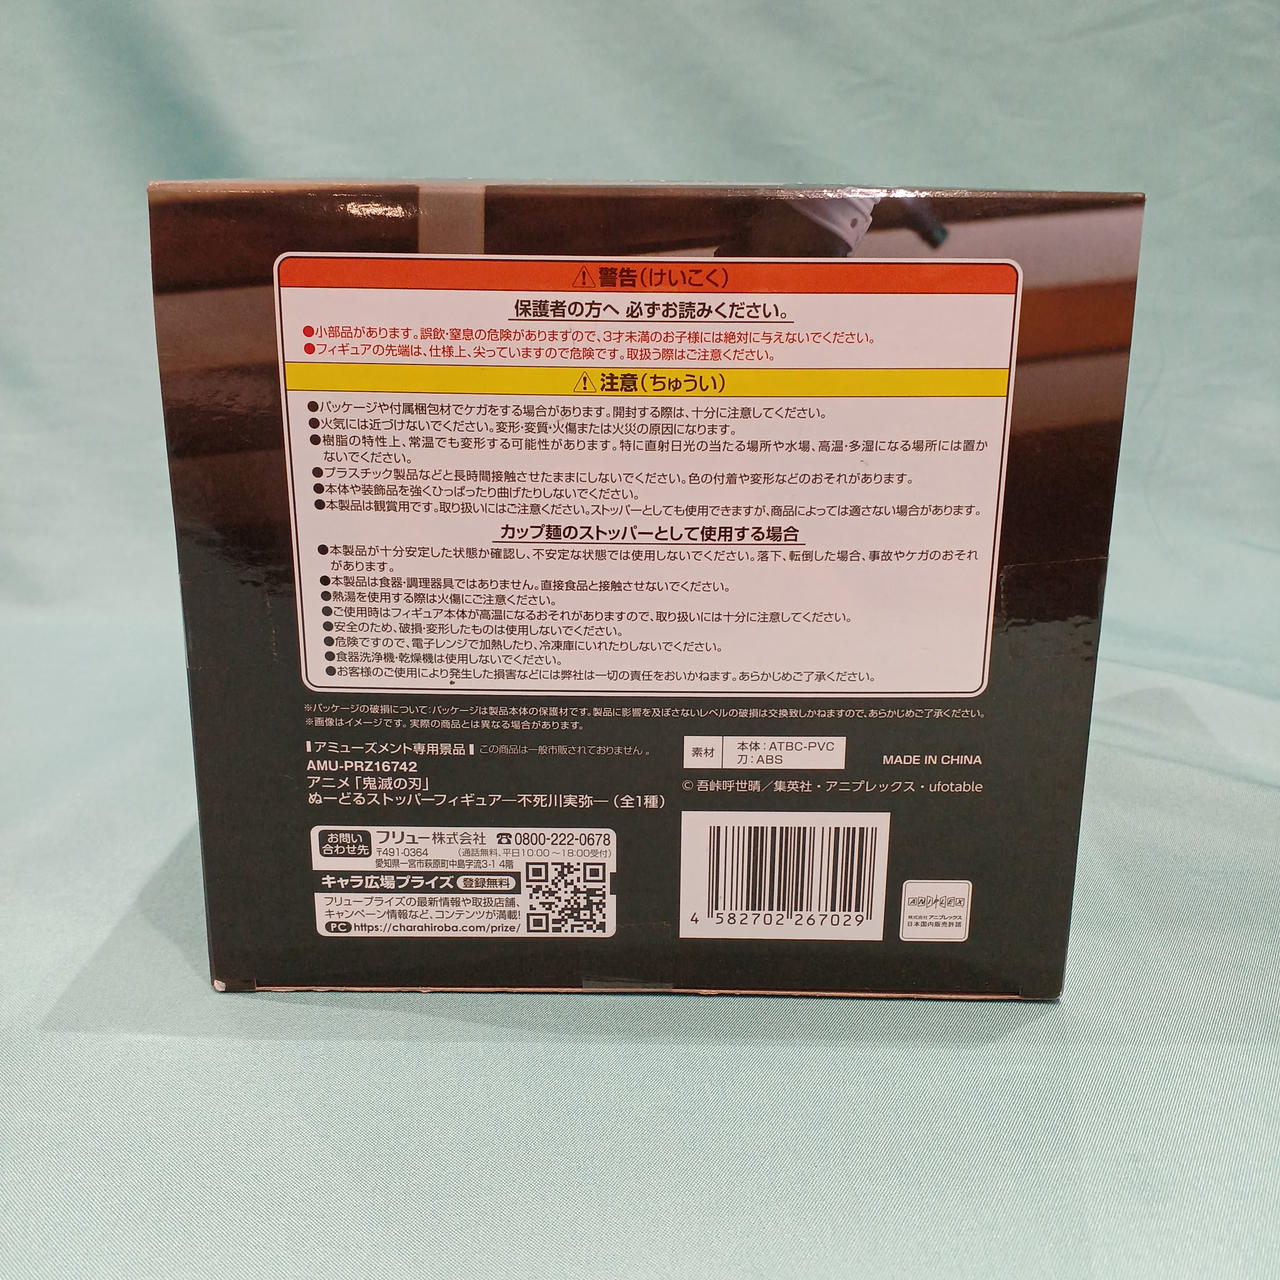 ⚠警告(けいこく)
保護者の方へ 必ずお読みください。
●小部品があります。誤飲・窒息の危険がありますので、3才未満のお子様には絶対に与えないでください。
●フィギュアの先端は、仕様上、尖っていますので危険です。取扱う際はご注意ください。
⚠注意(ちゅうい)
●パッケージや付属梱包材でケガをする場合があります。開封する際は、十分に注意してください。
●火気には近づけないでください。変形・変質・火傷または火災の原因になります。
●樹脂の特性上、常温でも変形する可能性があります。特に直射日光の当たる場所や水場、高温・多湿になる場所には置か
ないでください。
●プラスチック製品などと長時間接触させたままにしないでください。色の付着や変形などのおそれがあります。
●本体や装飾品を強くひっぱったり曲げたりしないでください。
●本製品は観賞用です。取り扱いにはご注意ください。ストッパーとしても使用できますが、商品によっては適さない場合があります。
カップ麺のストッパーとして使用する場合
●本製品が十分安定した状態か確認し、不安定な状態では使用しないでください。落下、転倒した場合、事故やケガのおそれ
があります。
●本製品は食器・調理器具ではありません。直接食品と接触させないでください。
●熱湯を使用する際は火傷にご注意ください。
●ご使用時はフィギュア本体が高温になるおそれがありますので、取り扱いには十分に注意してください。
●安全のため、破損・変形したものは使用しないでください。
●危険ですので、電子レンジで加熱したり、冷凍庫にいれたりしないでください。
●食器洗浄機・乾燥機は使用しないでください。
●お客様のご使用により発生した損害などには弊社は一切の責任をおいかねます。あらかじめご了承ください。
※パッケージの破損について:パッケージは製品本体の保護材です。製品に影響を及ぼさないレベルの破損は交換致しかねますので、あらかじめご了承ください。
※画像はイメージです。実際の商品とは異なる場合があります。
アミューズメント専用景品 この商品は一般市販されておりません。
AMU-PRZ16742
アニメ「鬼滅の刃」
ぬーどるストッパーフィギュア―不死川実弥―(全1種)
素材 本体:ATBC-PVC
刀:ABS
MADE IN CHINA
©吾峠呼世晴/集英社・アニプレックス・ufotable
お問い
合わせ先
フリュー株式会社 ☎0800-222-0678
〒491-0364 (通話無料、平日10:00〜18:00受付)
愛知県一宮市萩原町中島字流3-1 4階
キャラ広場プライズ 登録無料
フリュープライズの最新情報や取扱店舗、
キャンペーン情報など、コンテンツが満載!
PC https://charahiroba.com/prize/
4 582702 267029
ANIPLEX
株式会社 アニプレックス
日本国内販売許諾